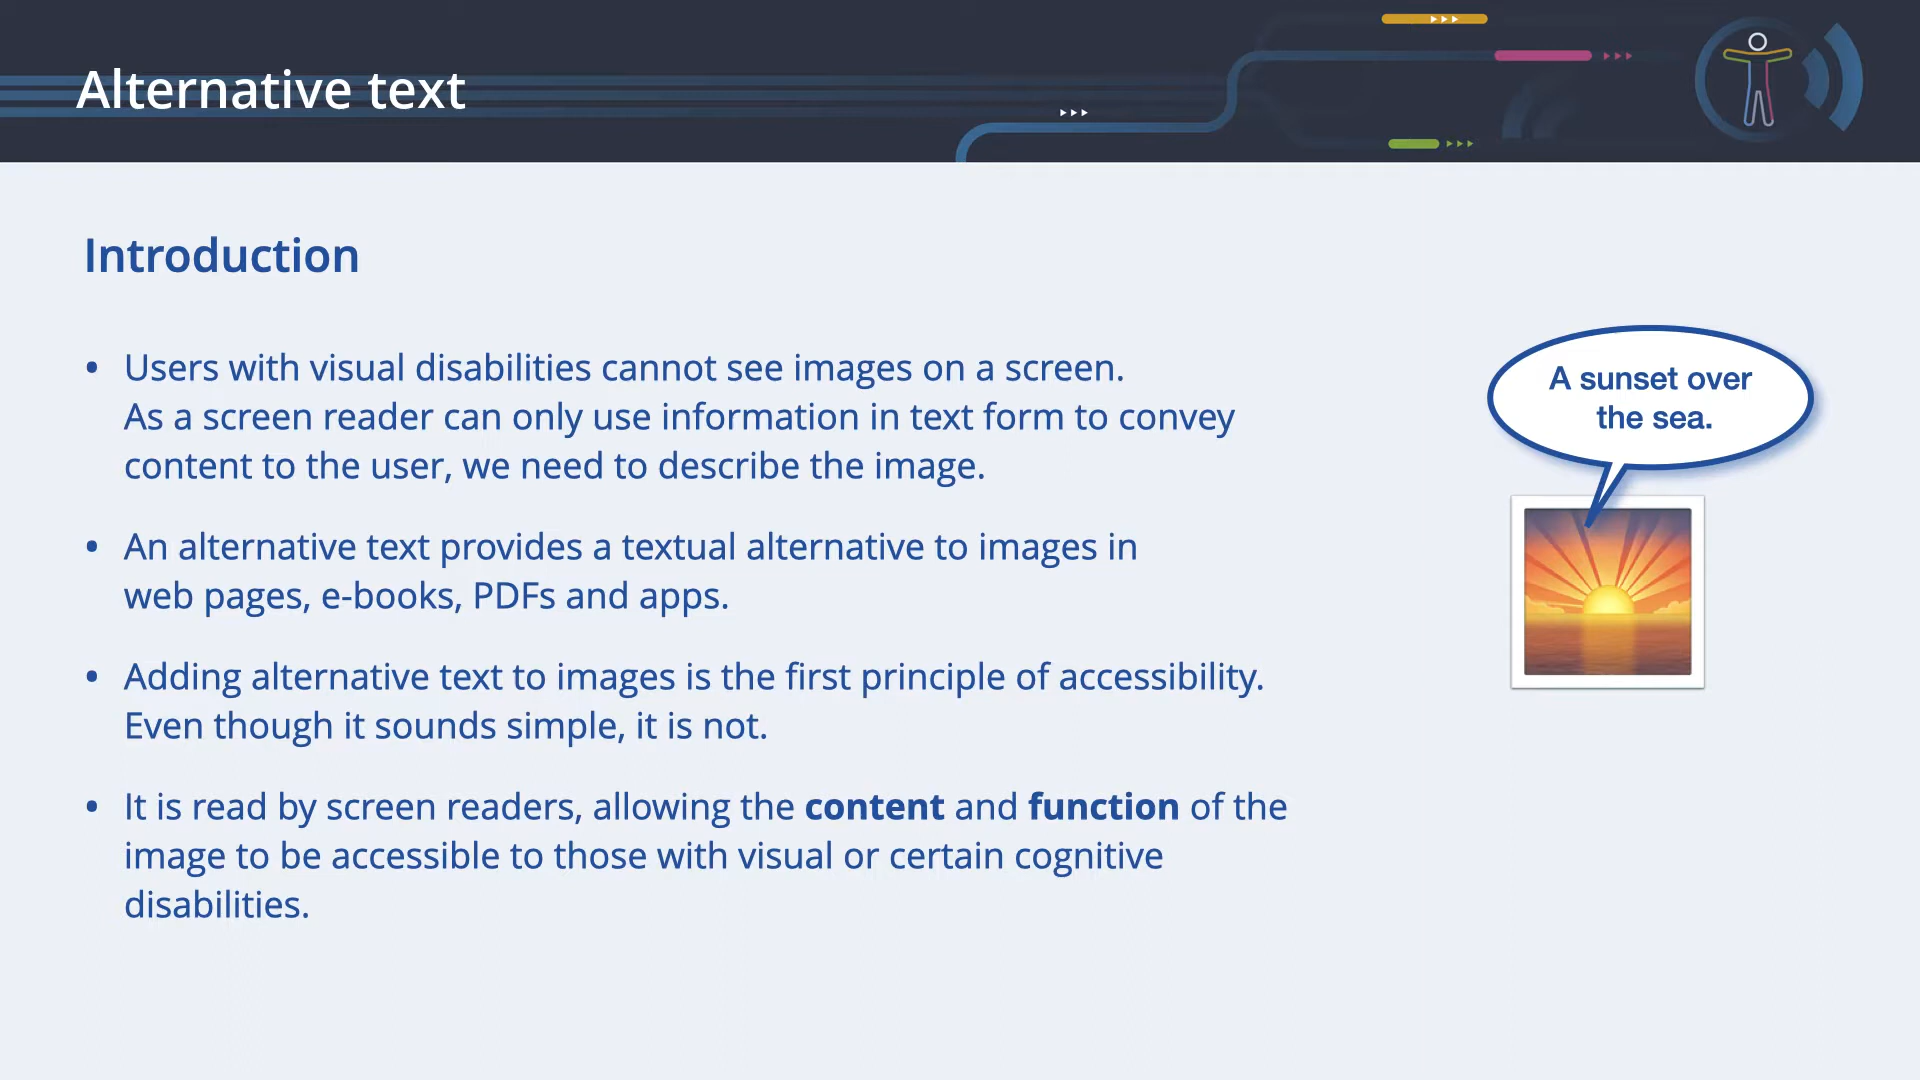 Alternative text
Introduction
• Users with visual disabilities cannot see images on a screen.
As a screen reader can only use information in text form to convey
content to the user, we need to describe the image.
• An alternative text provides a textual alternative to images in
web pages, e-books, PDFs and apps.
• Adding alternative text to images is the first principle of accessibility.
Even though it sounds simple, it is not.
• It is read by screen readers, allowing the content and function of the
image to be accessible to those with visual or certain cognitive
disabilities.
A sunset over
the sea.